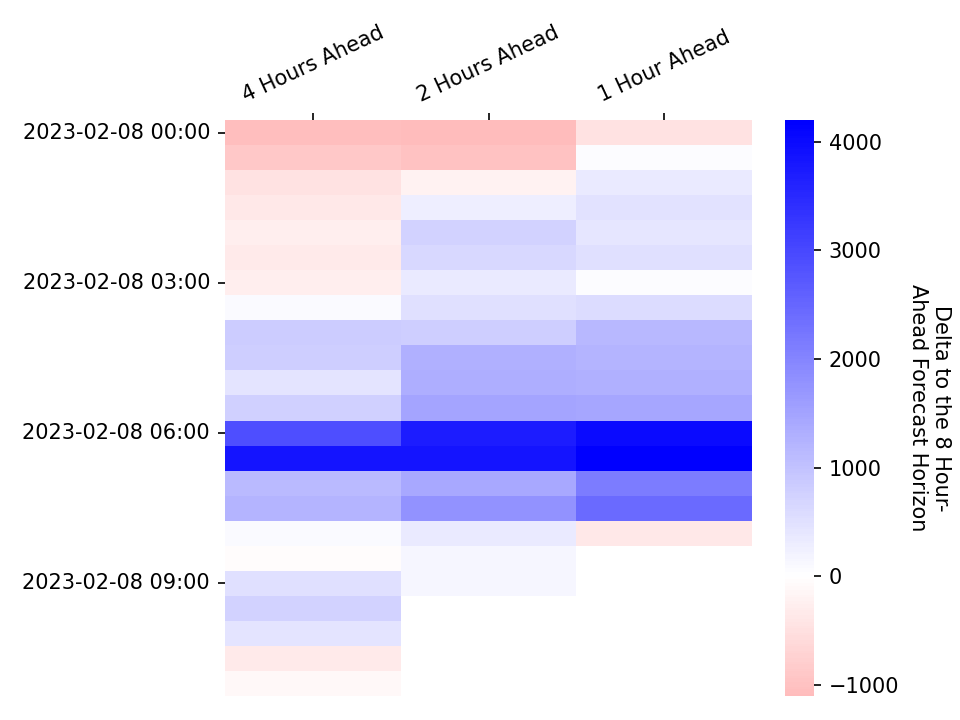 4 Hours Ahead
2 Hours Ahead
1 Hour Ahead
2023-02-08 00:00
2023-02-08 03:00
2023-02-08 06:00
2023-02-08 09:00
4000
3000
2000
1000
0
−1000
Delta to the 8 Hour-
Ahead Forecast Horizon